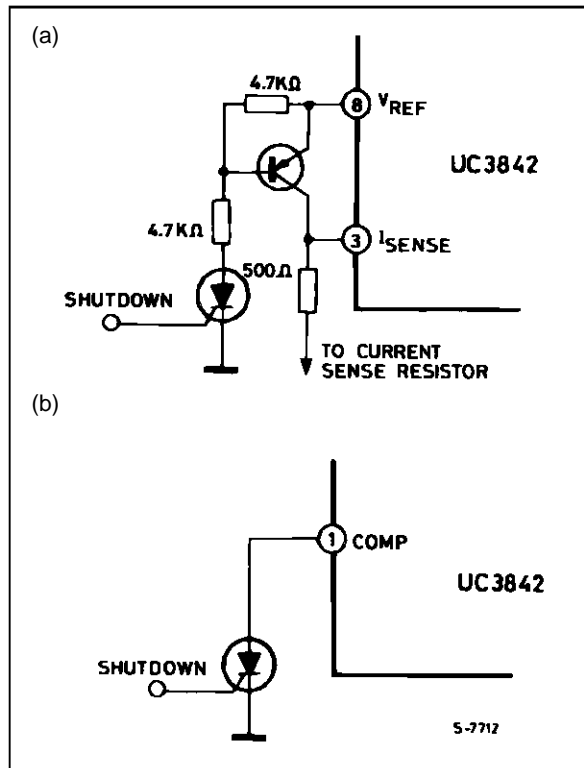 (a)
4.7KΩ
8 VREF
UC3842
4.7KΩ
3 ISENSE
500Ω
SHUTDOWN
TO CURRENT
SENSE RESISTOR
(b)
1 COMP
UC3842
SHUTDOWN
S-7712